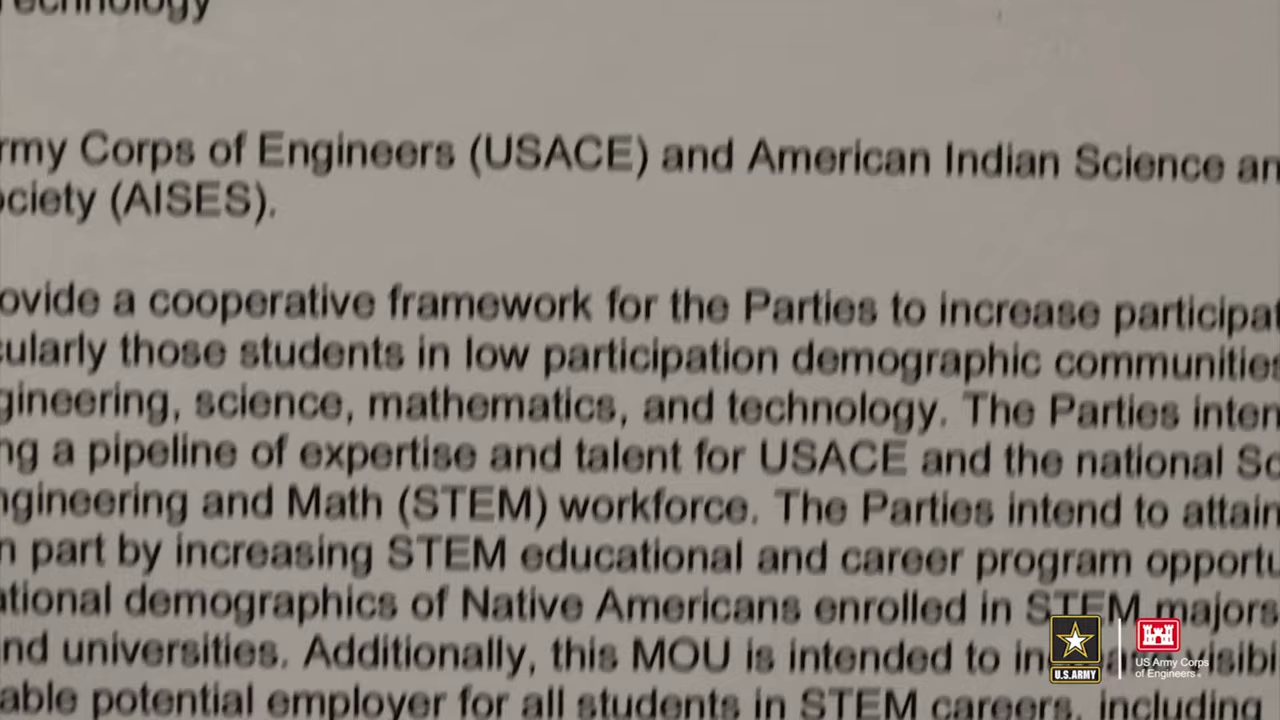 Technology
rmy Corps of Engineers (USACE) and American Indian Science an
ociety (AISES).
ovide a cooperative framework for the Parties to increase participat
cularly those students in low participation demographic communities
gineering, science, mathematics, and technology. The Parties inten
ng a pipeline of expertise and talent for USACE and the national Sc
ngineering and Math (STEM) workforce. The Parties intend to attain
n part by increasing STEM educational and career program opportu
ational demographics of Native Americans enrolled in STEM majors
nd universities. Additionally, this MOU is intended to visibi
able potential employer for all students in STEM careers, including
U.S.ARMY
US Army Corps
of Engineers